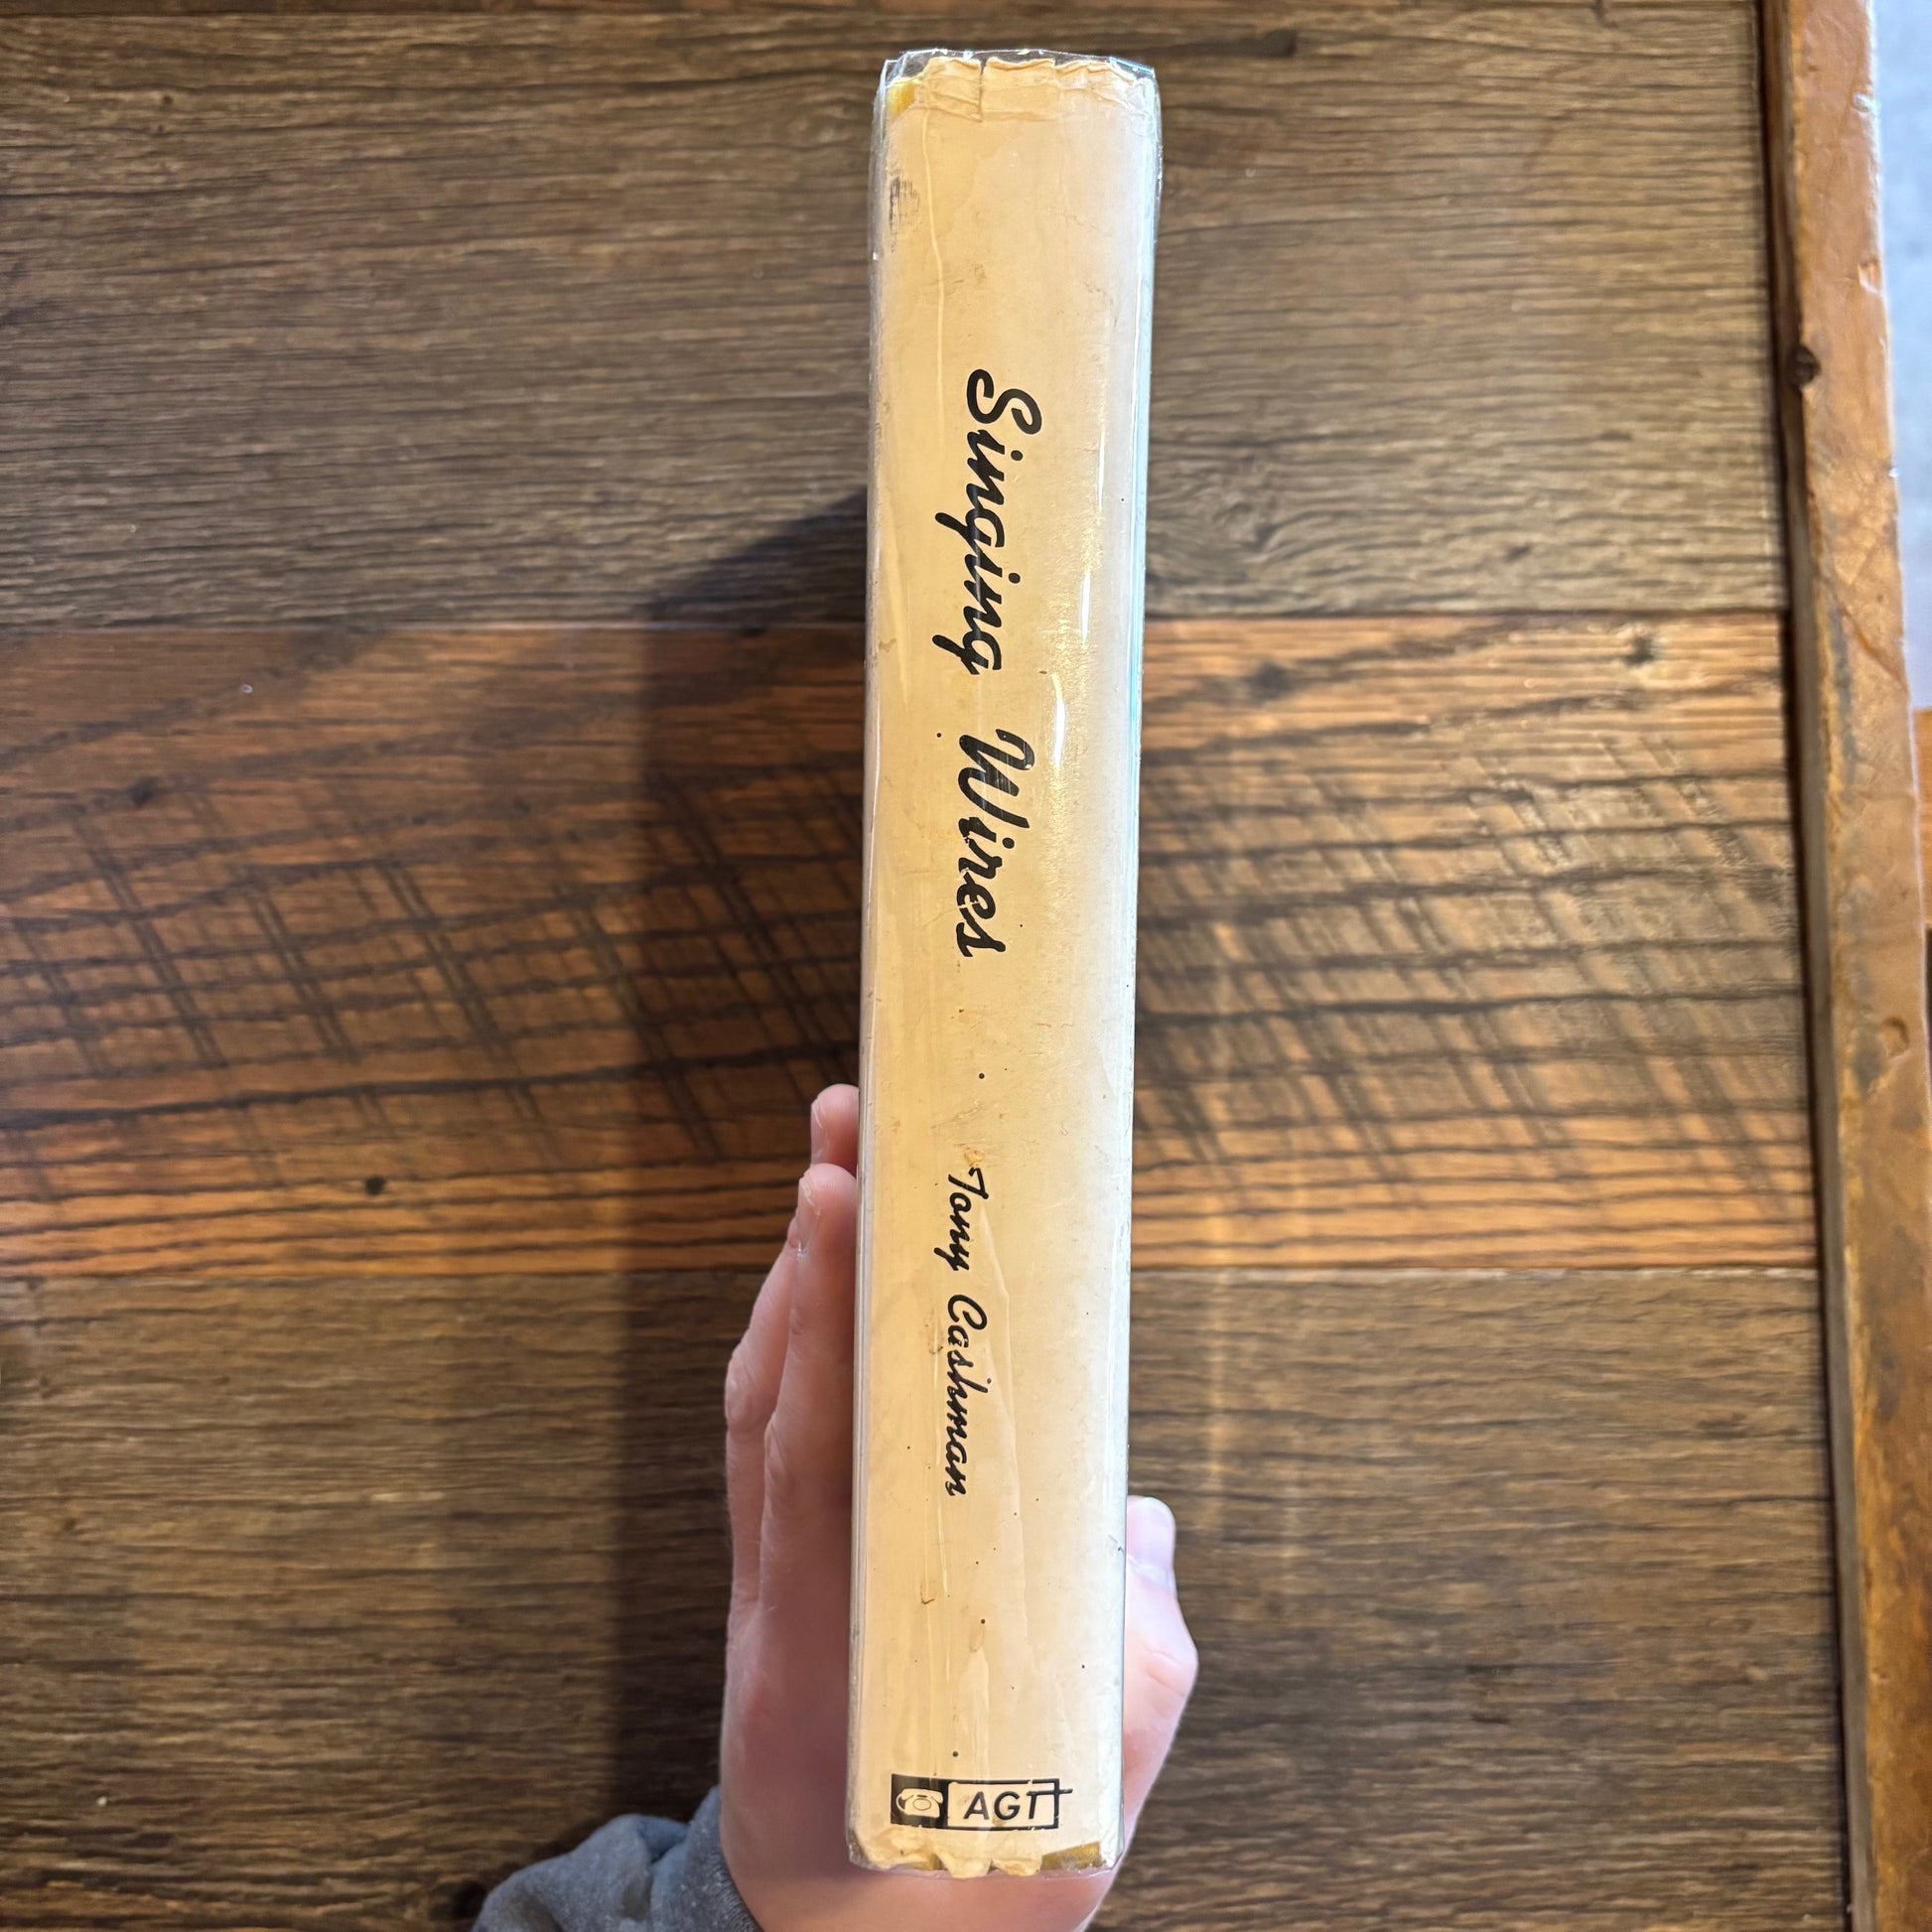 Singing Wires
Tony Cashman
AGT